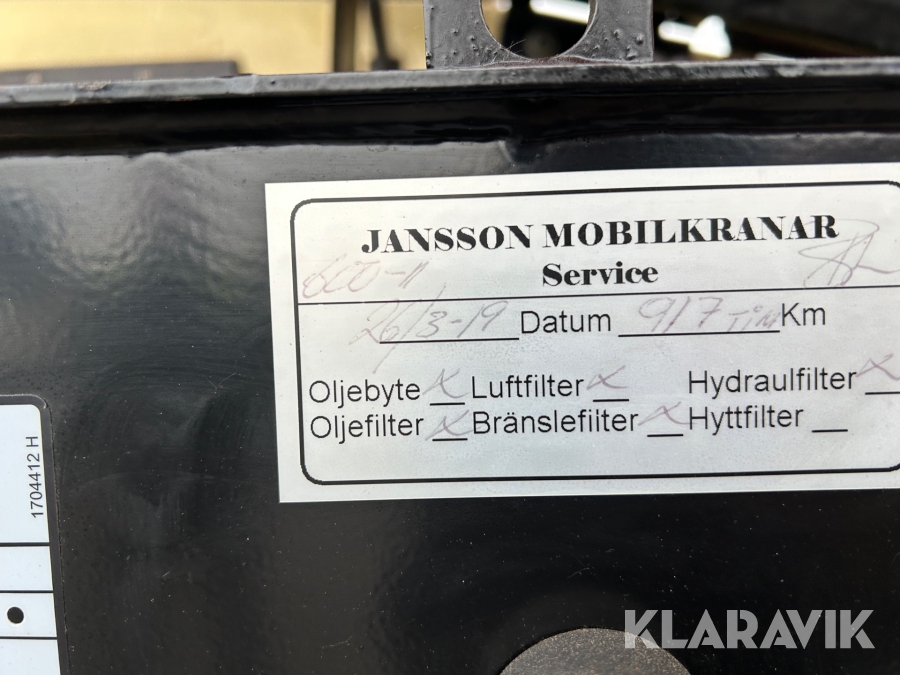 JANSSON MOBILKRANAR
Service
26/3-19 Datum 917 TIM Km
Oljebyte x Luftfilter x Hydraulfilter x
Oljefilter x Bränslefilter x Hyttfilter
1704412 H
KLARAVIK